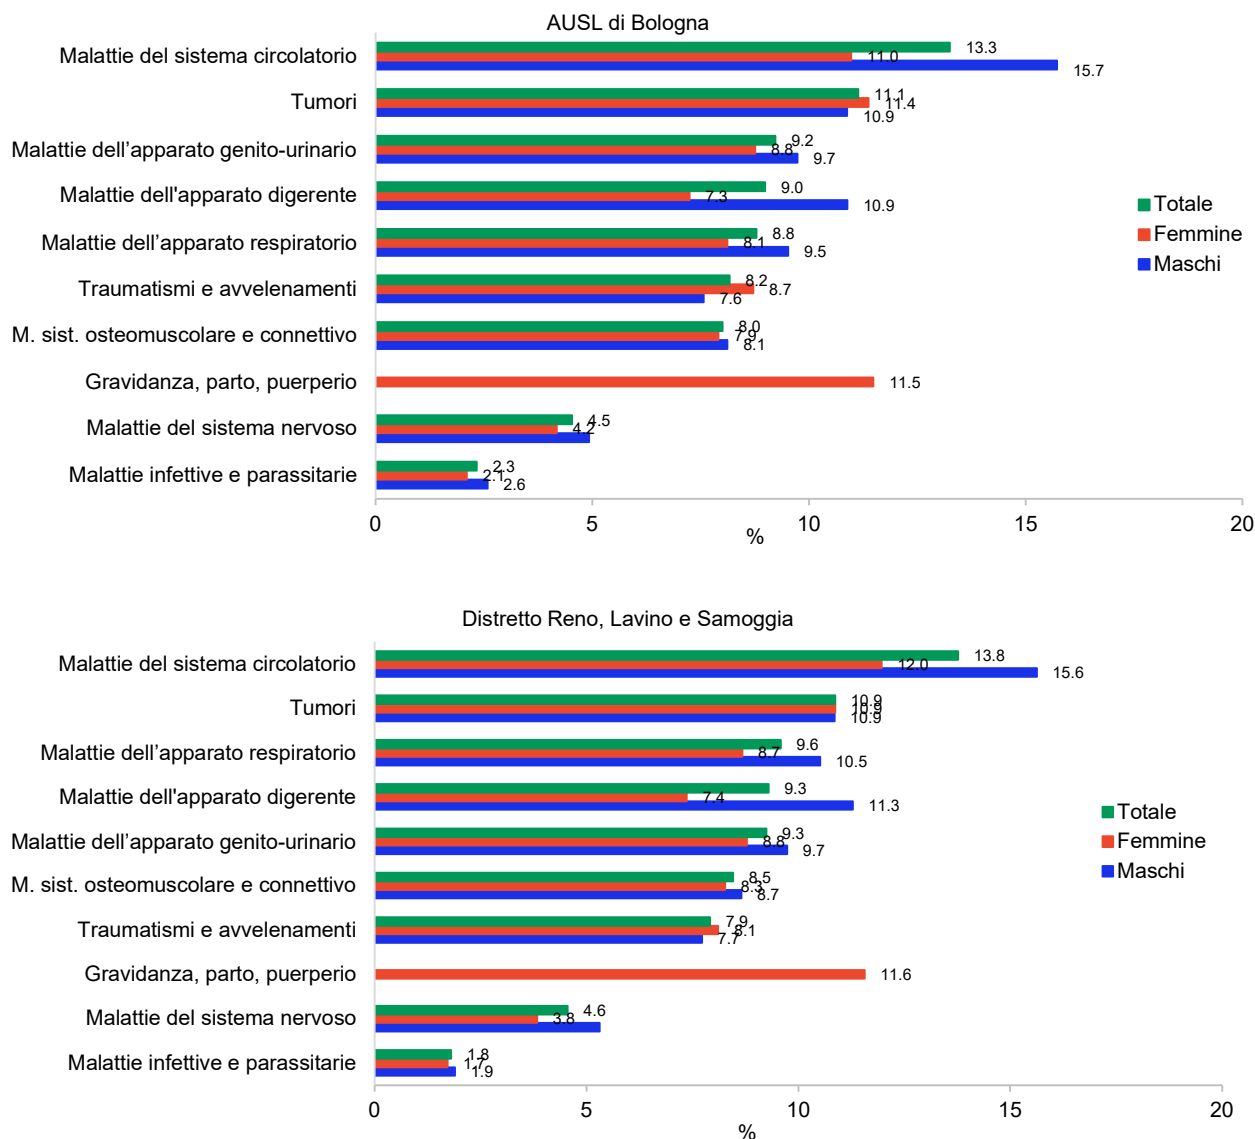 AUSL di Bologna
Malattie del sistema circolatorio
13.3
11.0
15.7
Tumori
11.1
11.4
10.9
Malattie dell’apparato genito-urinario
9.2
8.8
9.7
Malattie dell'apparato digerente
9.0
7.3
10.9
Malattie dell’apparato respiratorio
8.8
8.1
9.5
Traumatismi e avvelenamenti
8.2
8.7
7.6
M. sist. osteomuscolare e connettivo
8.0
7.9
8.1
Gravidanza, parto, puerperio
11.5
Malattie del sistema nervoso
4.5
4.2
Malattie infettive e parassitarie
2.3
2.1
2.6
Totale
Femmine
Maschi
0 5 10 15 20
%
Distretto Reno, Lavino e Samoggia
Malattie del sistema circolatorio
13.8
12.0
15.6
Tumori
10.9
10.9
10.9
Malattie dell’apparato respiratorio
9.6
8.7
10.5
Malattie dell'apparato digerente
9.3
7.4
11.3
Malattie dell’apparato genito-urinario
9.3
8.8
9.7
M. sist. osteomuscolare e connettivo
8.5
8.3
8.7
Traumatismi e avvelenamenti
7.9
8.1
7.7
Gravidanza, parto, puerperio
11.6
Malattie del sistema nervoso
4.6
3.8
Malattie infettive e parassitarie
1.8
1.7
1.9
Totale
Femmine
Maschi
0 5 10 15 20
%